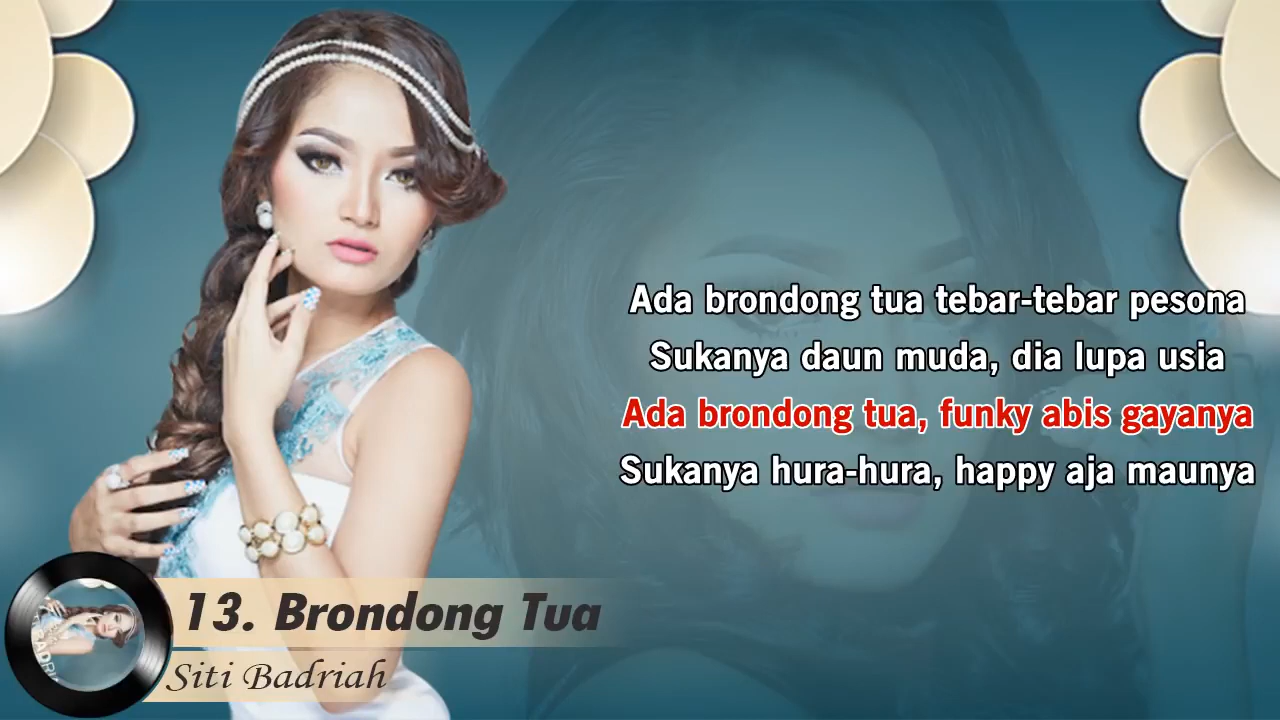 Ada brondong tua tebar-tebar pesona
Sukanya daun muda, dia lupa usia
Ada brondong tua, funky abis gayanya
Sukanya hura-hura, happy aja maunya
13. Brondong Tua
Siti Badriah